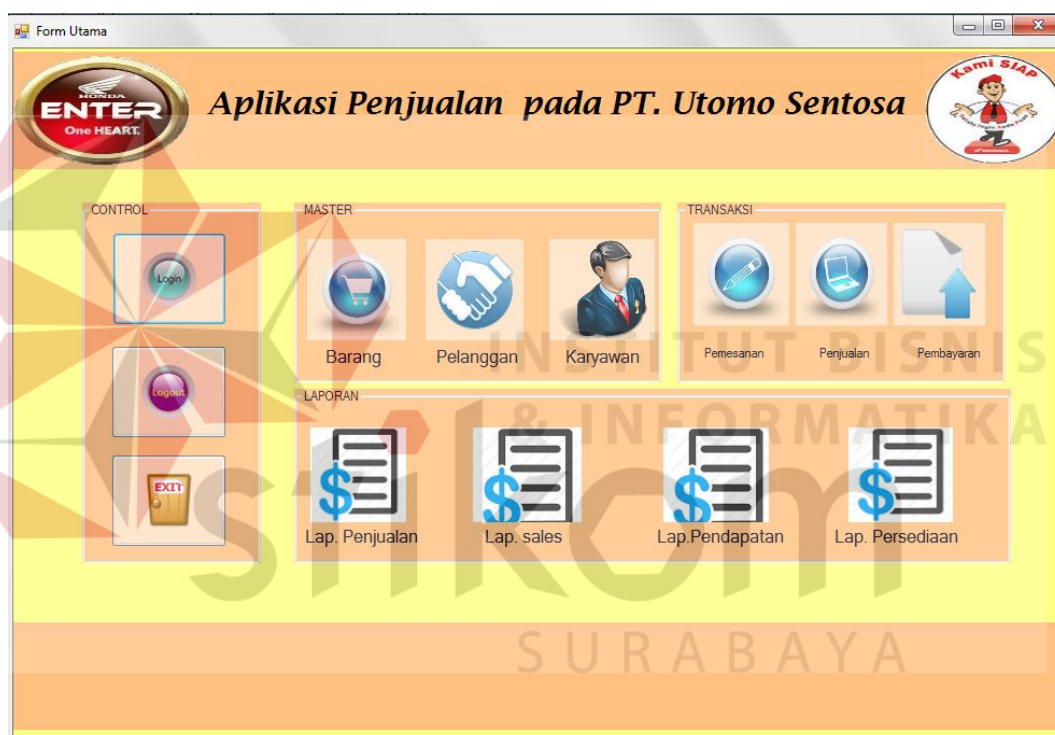 Form Utama
HONDA
ENTER
One HEART.
Aplikasi Penjualan pada PT. Utomo Sentosa
Kami SIAP
CONTROL
Login
Logout
EXIT
MASTER
Barang
Pelanggan
Karyawan
TRANSAKSI
Pemesanan
Penjualan
Pembayaran
LAPORAN
Lap. Penjualan
Lap. sales
Lap.Pendapatan
Lap. Persediaan
INSTITUT BISNIS
& INFORMATIKA
stikom
SURABAYA